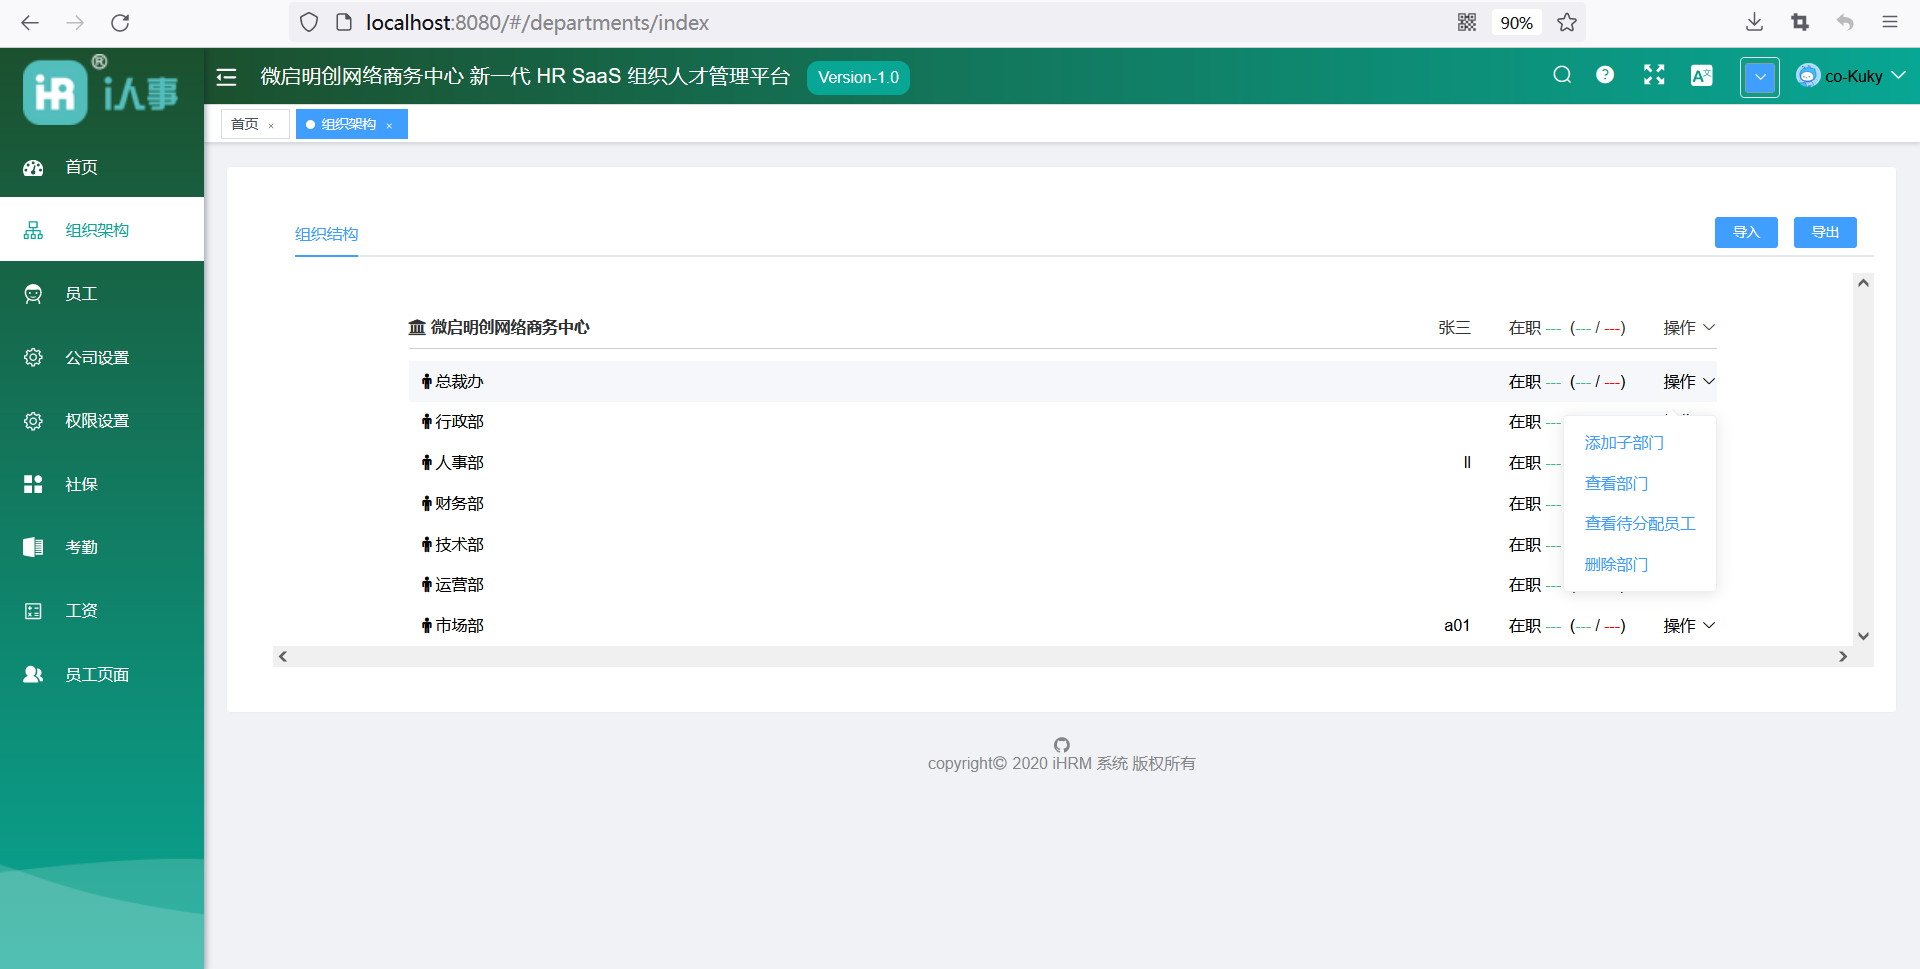 localhost:8080/#/departments/index
90%
iHR ® i人事
微启明创网络商务中心 新一代 HR SaaS 组织人才管理平台
Version-1.0
co-Kuky
首页 ×
组织架构 ×
首页
组织架构
员工
公司设置
权限设置
社保
考勤
工资
员工页面
组织结构
导入
导出
微启明创网络商务中心 张三 在职 --- (--- / ---) 操作
总裁办 在职 --- (--- / ---) 操作
行政部 在职 ---
人事部 ll 在职 ---
财务部 在职 ---
技术部 在职 ---
运营部 在职 ---
市场部 a01 在职 --- (--- / ---) 操作
添加子部门
查看部门
查看待分配员工
删除部门
copyright© 2020 iHRM 系统 版权所有